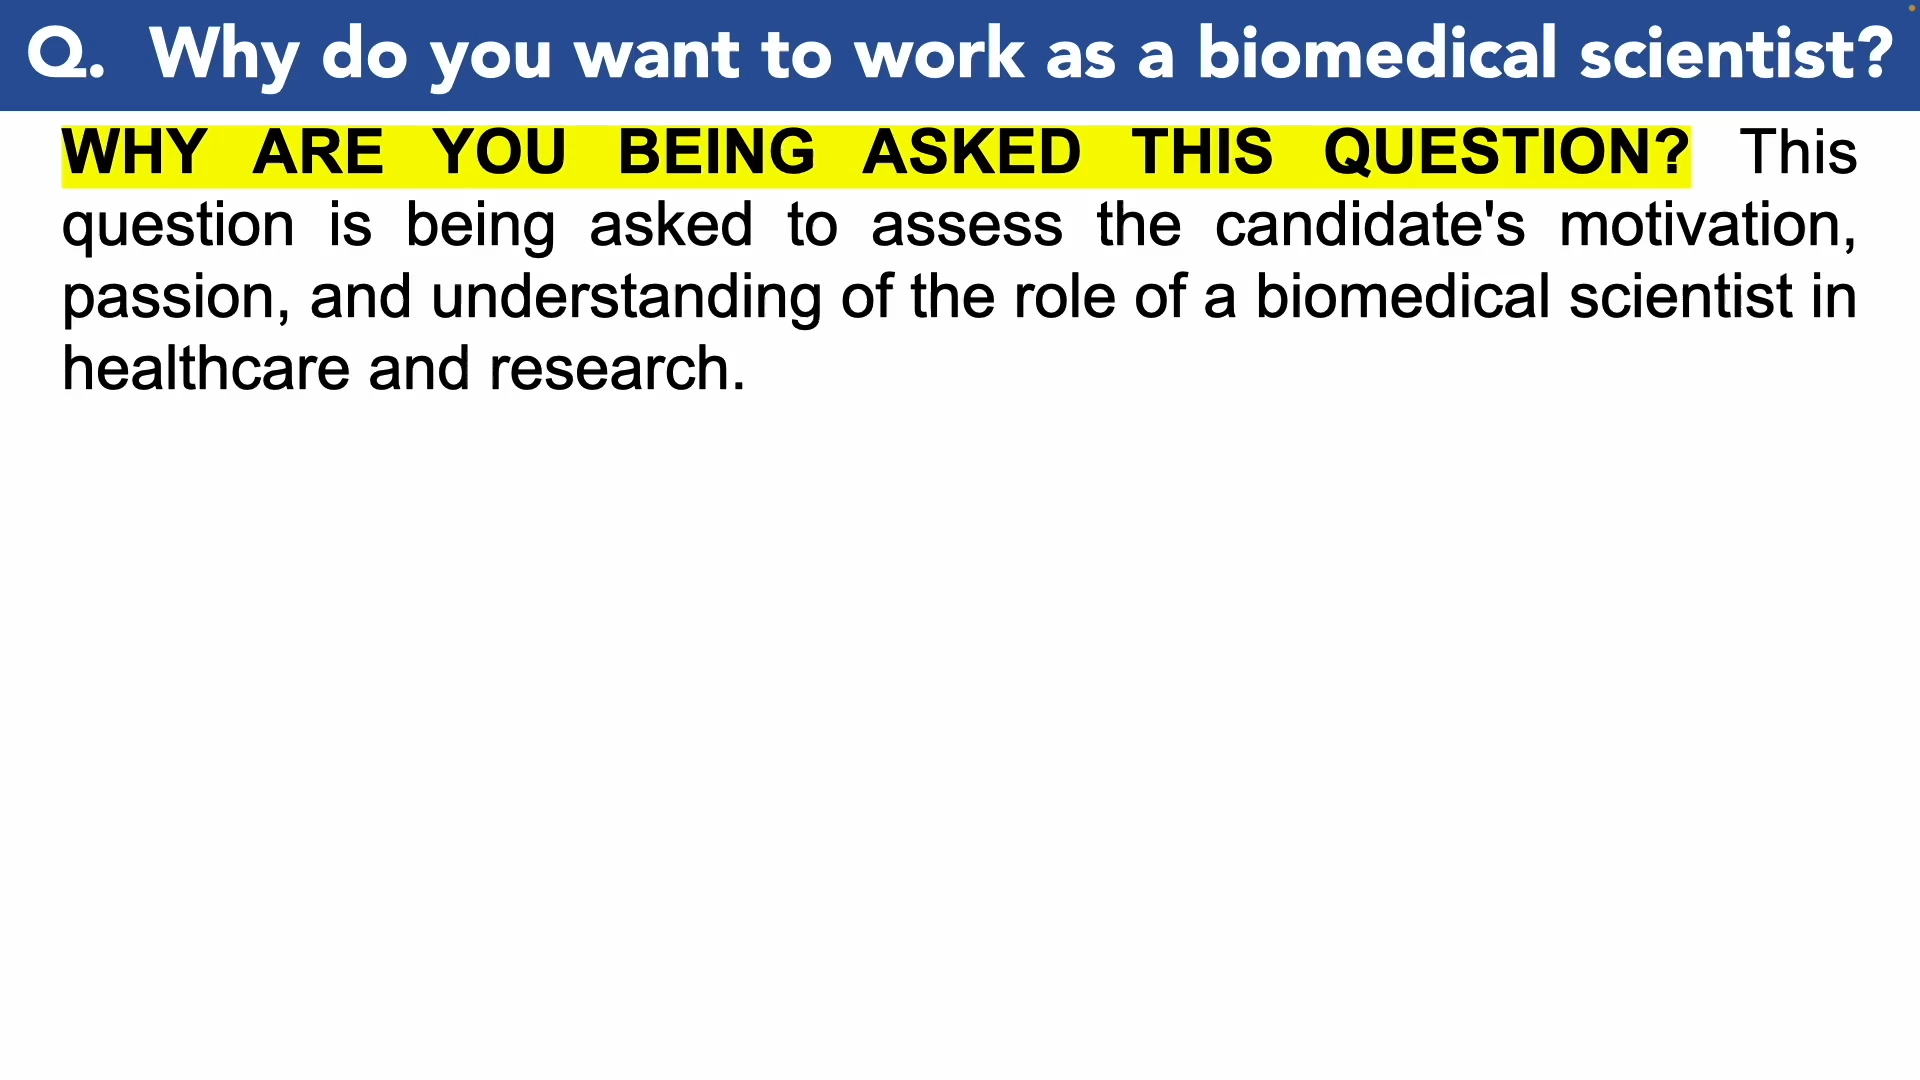 Q. Why do you want to work as a biomedical scientist?
WHY ARE YOU BEING ASKED THIS QUESTION? This
question is being asked to assess the candidate's motivation,
passion, and understanding of the role of a biomedical scientist in
healthcare and research.